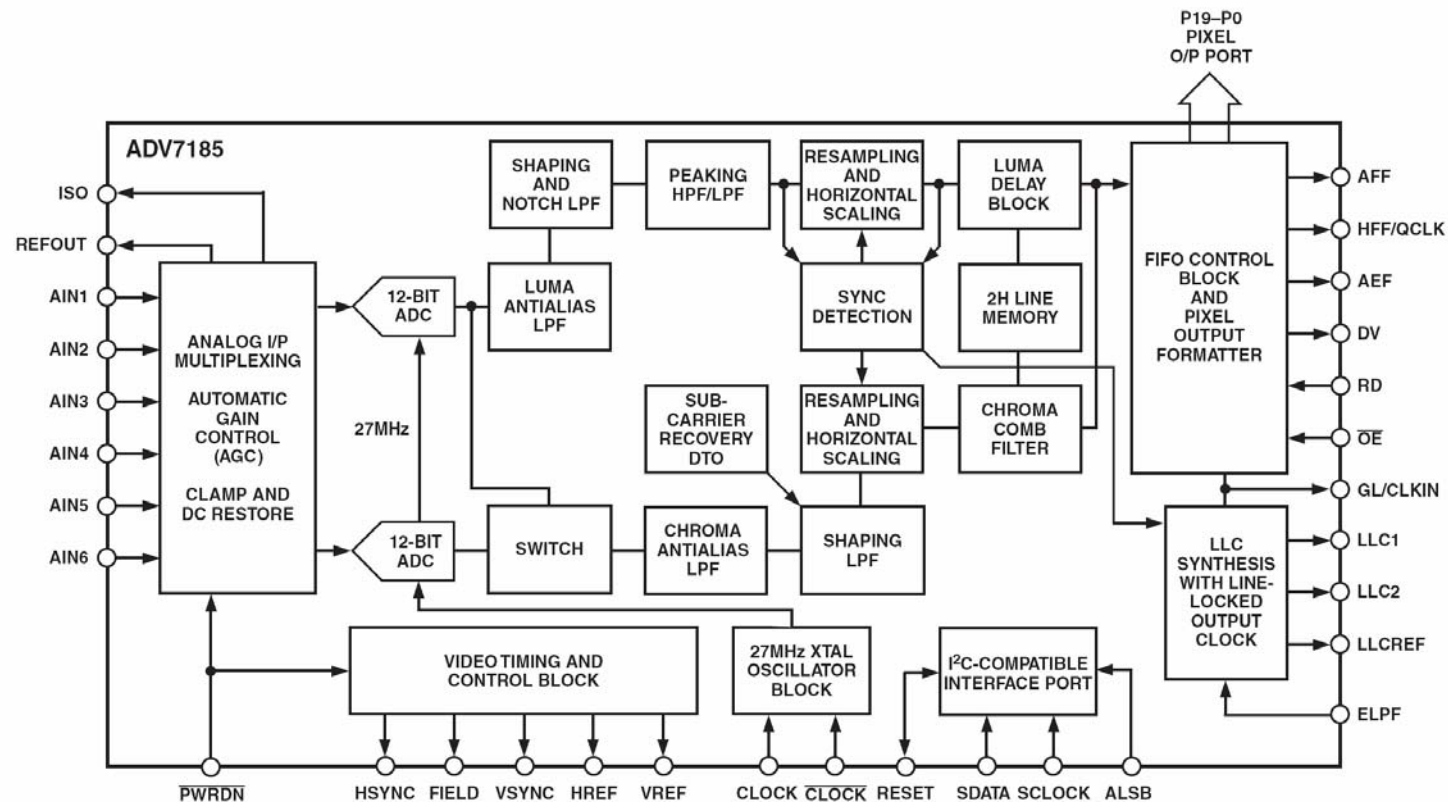 P19–P0
PIXEL
O/P PORT
ADV7185
ISO
REFOUT
AIN1
AIN2
AIN3
AIN4
AIN5
AIN6
ANALOG I/P
MULTIPLEXING
AUTOMATIC
GAIN
CONTROL
(AGC)
CLAMP AND
DC RESTORE
12-BIT
ADC
27MHz
12-BIT
ADC
SHAPING
AND
NOTCH LPF
LUMA
ANTIALIAS
LPF
PEAKING
HPF/LPF
RESAMPLING
AND
HORIZONTAL
SCALING
LUMA
DELAY
BLOCK
SYNC
DETECTION
2H LINE
MEMORY
SUB-
CARRIER
RECOVERY
DTO
RESAMPLING
AND
HORIZONTAL
SCALING
CHROMA
COMB
FILTER
SWITCH
CHROMA
ANTIALIAS
LPF
SHAPING
LPF
FIFO CONTROL
BLOCK
AND
PIXEL
OUTPUT
FORMATTER
LLC
SYNTHESIS
WITH LINE-
LOCKED
OUTPUT
CLOCK
AFF
HFF/QCLK
AEF
DV
RD
OE
GL/CLKIN
LLC1
LLC2
LLCREF
ELPF
VIDEO TIMING AND
CONTROL BLOCK
27MHz XTAL
OSCILLATOR
BLOCK
I²C-COMPATIBLE
INTERFACE PORT
PWRDN
HSYNC
FIELD
VSYNC
HREF
VREF
CLOCK
CLOCK
RESET
SDATA
SCLOCK
ALSB